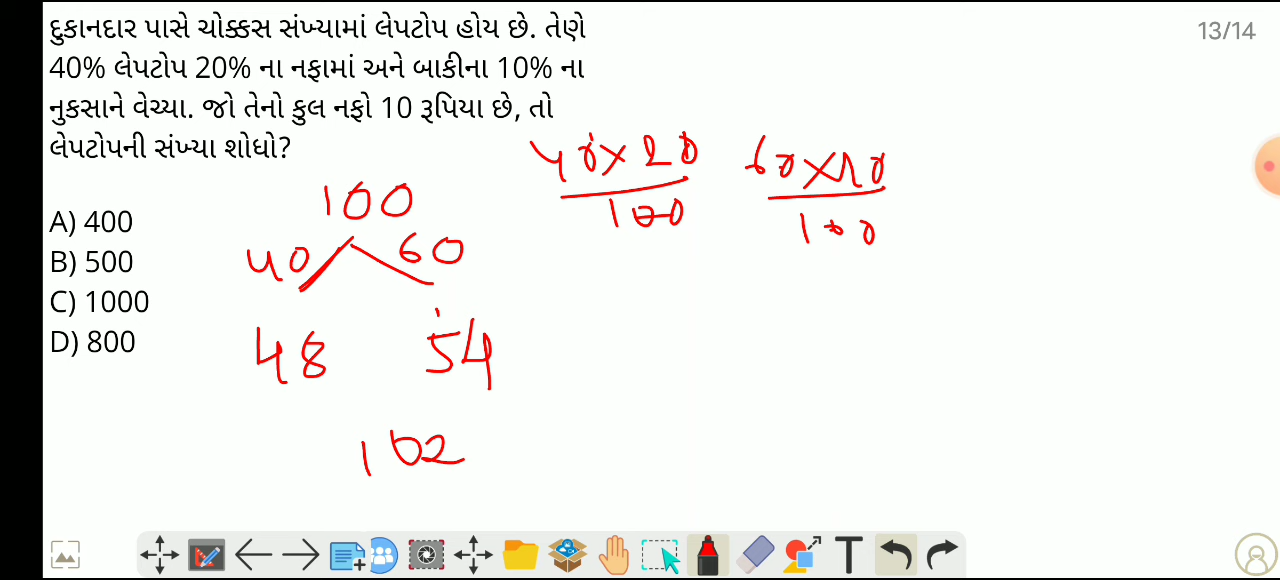 દુકાનદાર પાસે ચોક્કસ સંખ્યામાં લેપટોપ હોય છે. તેણે
40% લેપટોપ 20% ના નફામાં અને બાકીના 10% ના
નુકસાને વેચ્યા. જો તેનો કુલ નફો 10 રૂપિયા છે, તો
લેપટોપની સંખ્યા શોધો?
13/14
A) 400
B) 500
C) 1000
D) 800
40×20
100
60×10
100
100
40 60
48 54
102
T